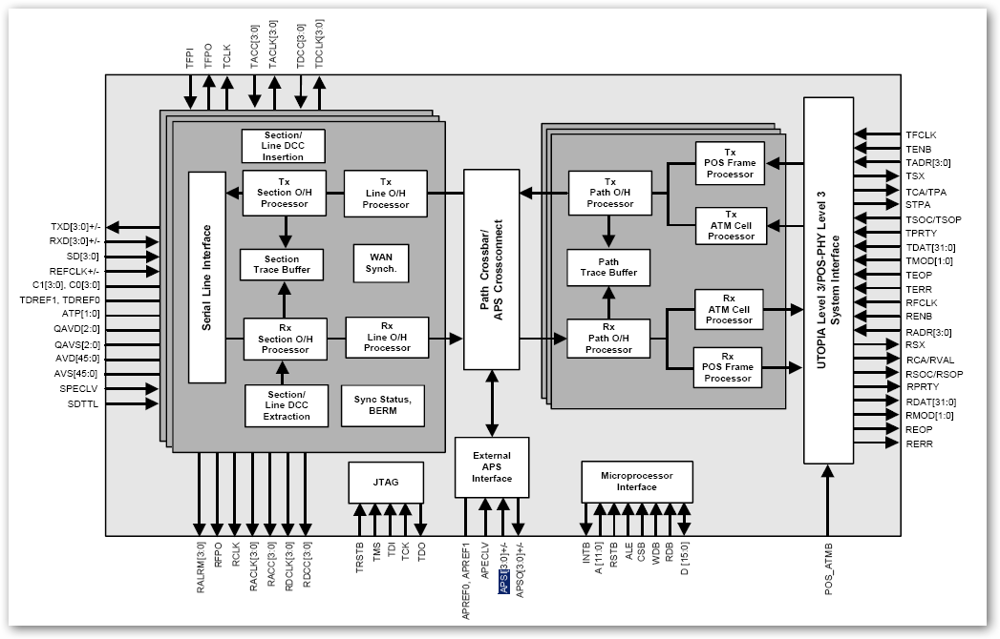 TFPI
TFPO
TCLK
TACC[3:0]
TACLK[3:0]
TDCC[3:0]
TDCLK[3:0]
Section/
Line DCC
Insertion
Tx
Section O/H
Processor
Tx
Line O/H
Processor
Serial Line Interface
Section
Trace Buffer
WAN
Synch.
Rx
Section O/H
Processor
Rx
Line O/H
Processor
Section/
Line DCC
Extraction
Sync Status,
BERM
Path Crossbar/
APS Crossconnect
Tx
Path O/H
Processor
Tx
POS Frame
Processor
Tx
ATM Cell
Processor
Path
Trace Buffer
Rx
Path O/H
Processor
Rx
ATM Cell
Processor
Rx
POS Frame
Processor
UTOPIA Level 3/POS-PHY Level 3
System Interface
TXD[3:0]+/-
RXD[3:0]+/-
SD[3:0]
REFCLK+/-
C1[3:0], C0[3:0]
TDREF1, TDREF0
ATP[1:0]
QAVD[2:0]
QAVS[2:0]
AVD[45:0]
AVS[45:0]
SPECLV
SDTTL
TFCLK
TENB
TADR[3:0]
TSX
TCA/TPA
STPA
TSOC/TSOP
TPRTY
TDAT[31:0]
TMOD[1:0]
TEOP
TERR
RFCLK
RENB
RADR[3:0]
RSX
RCA/RVAL
RSOC/RSOP
RPRTY
RDAT[31:0]
RMOD[1:0]
REOP
RERR
JTAG
External
APS
Interface
Microprocessor
Interface
RALRM[3:0]
RFPO
RCLK
RACLK[3:0]
RACC[3:0]
RDCLK[3:0]
RDCC[3:0]
TRSTB
TMS
TDI
TCK
TDO
APREF0, APREF1
APECLV
APSI[3:0]+/-
APSO[3:0]+/-
INTB
A [11:0]
RSTB
ALE
CSB
WDB
RDB
D [15:0]
POS_ATMB